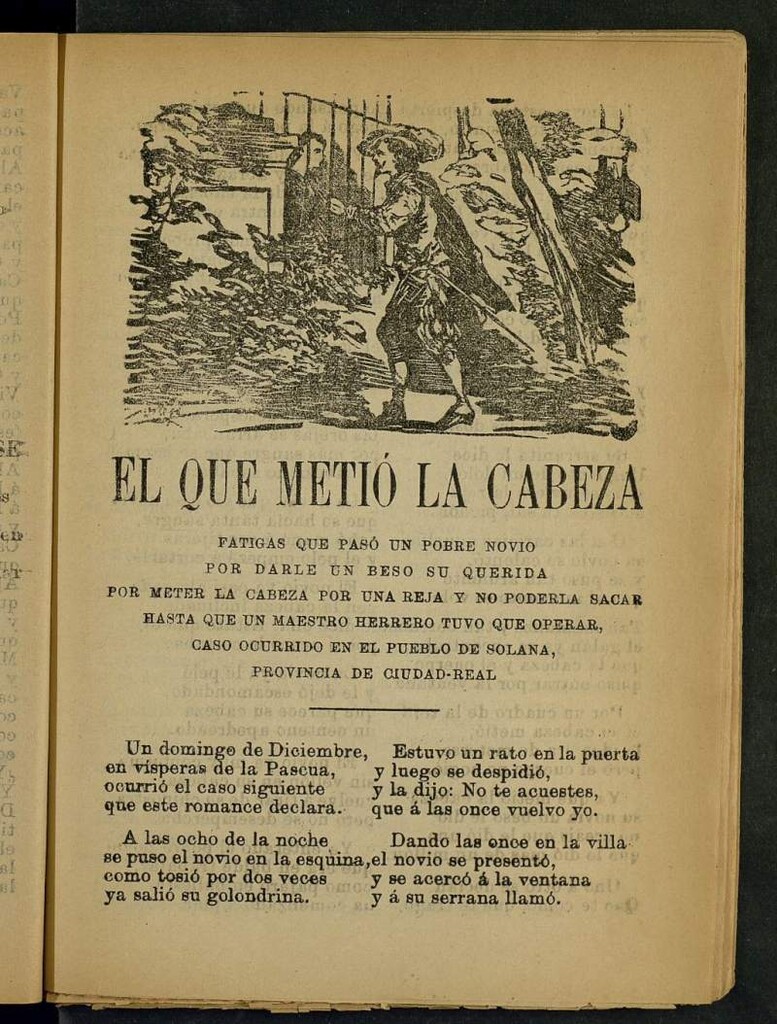 EL QUE METIÓ LA CABEZA
FATIGAS QUE PASÓ UN POBRE NOVIO
POR DARLE UN BESO SU QUERIDA
POR METER LA CABEZA POR UNA REJA Y NO PODERLA SACAR
HASTA QUE UN MAESTRO HERRERO TUVO QUE OPERAR,
CASO OCURRIDO EN EL PUEBLO DE SOLANA,
PROVINCIA DE CIUDAD-REAL
Un domingo de Diciembre,
en vísperas de la Pascua,
ocurrió el caso siguiente
que este romance declara.
A las ocho de la noche
se puso el novio en la esquina,
como tosió por dos veces
ya salió su golondrina.
Estuvo un rato en la puerta
y luego se despidió,
y la dijo: No te acuestes,
que á las once vuelvo yo.
Dando las once en la villa
el novio se presentó,
y se acercó á la ventana
y á su serrana llamó.